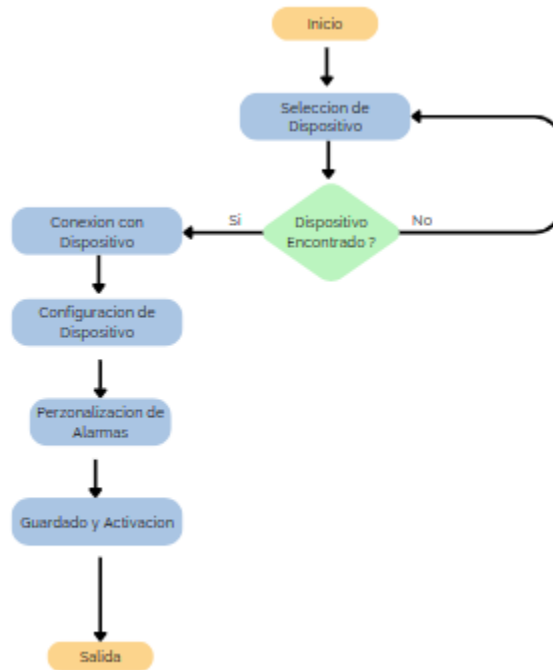 Inicio
Seleccion de
Dispositivo
Dispositivo
Encontrado ?
Si
No
Conexion con
Dispositivo
Configuracion de
Dispositivo
Perzonalizacion de
Alarmas
Guardado y Activacion
Salida